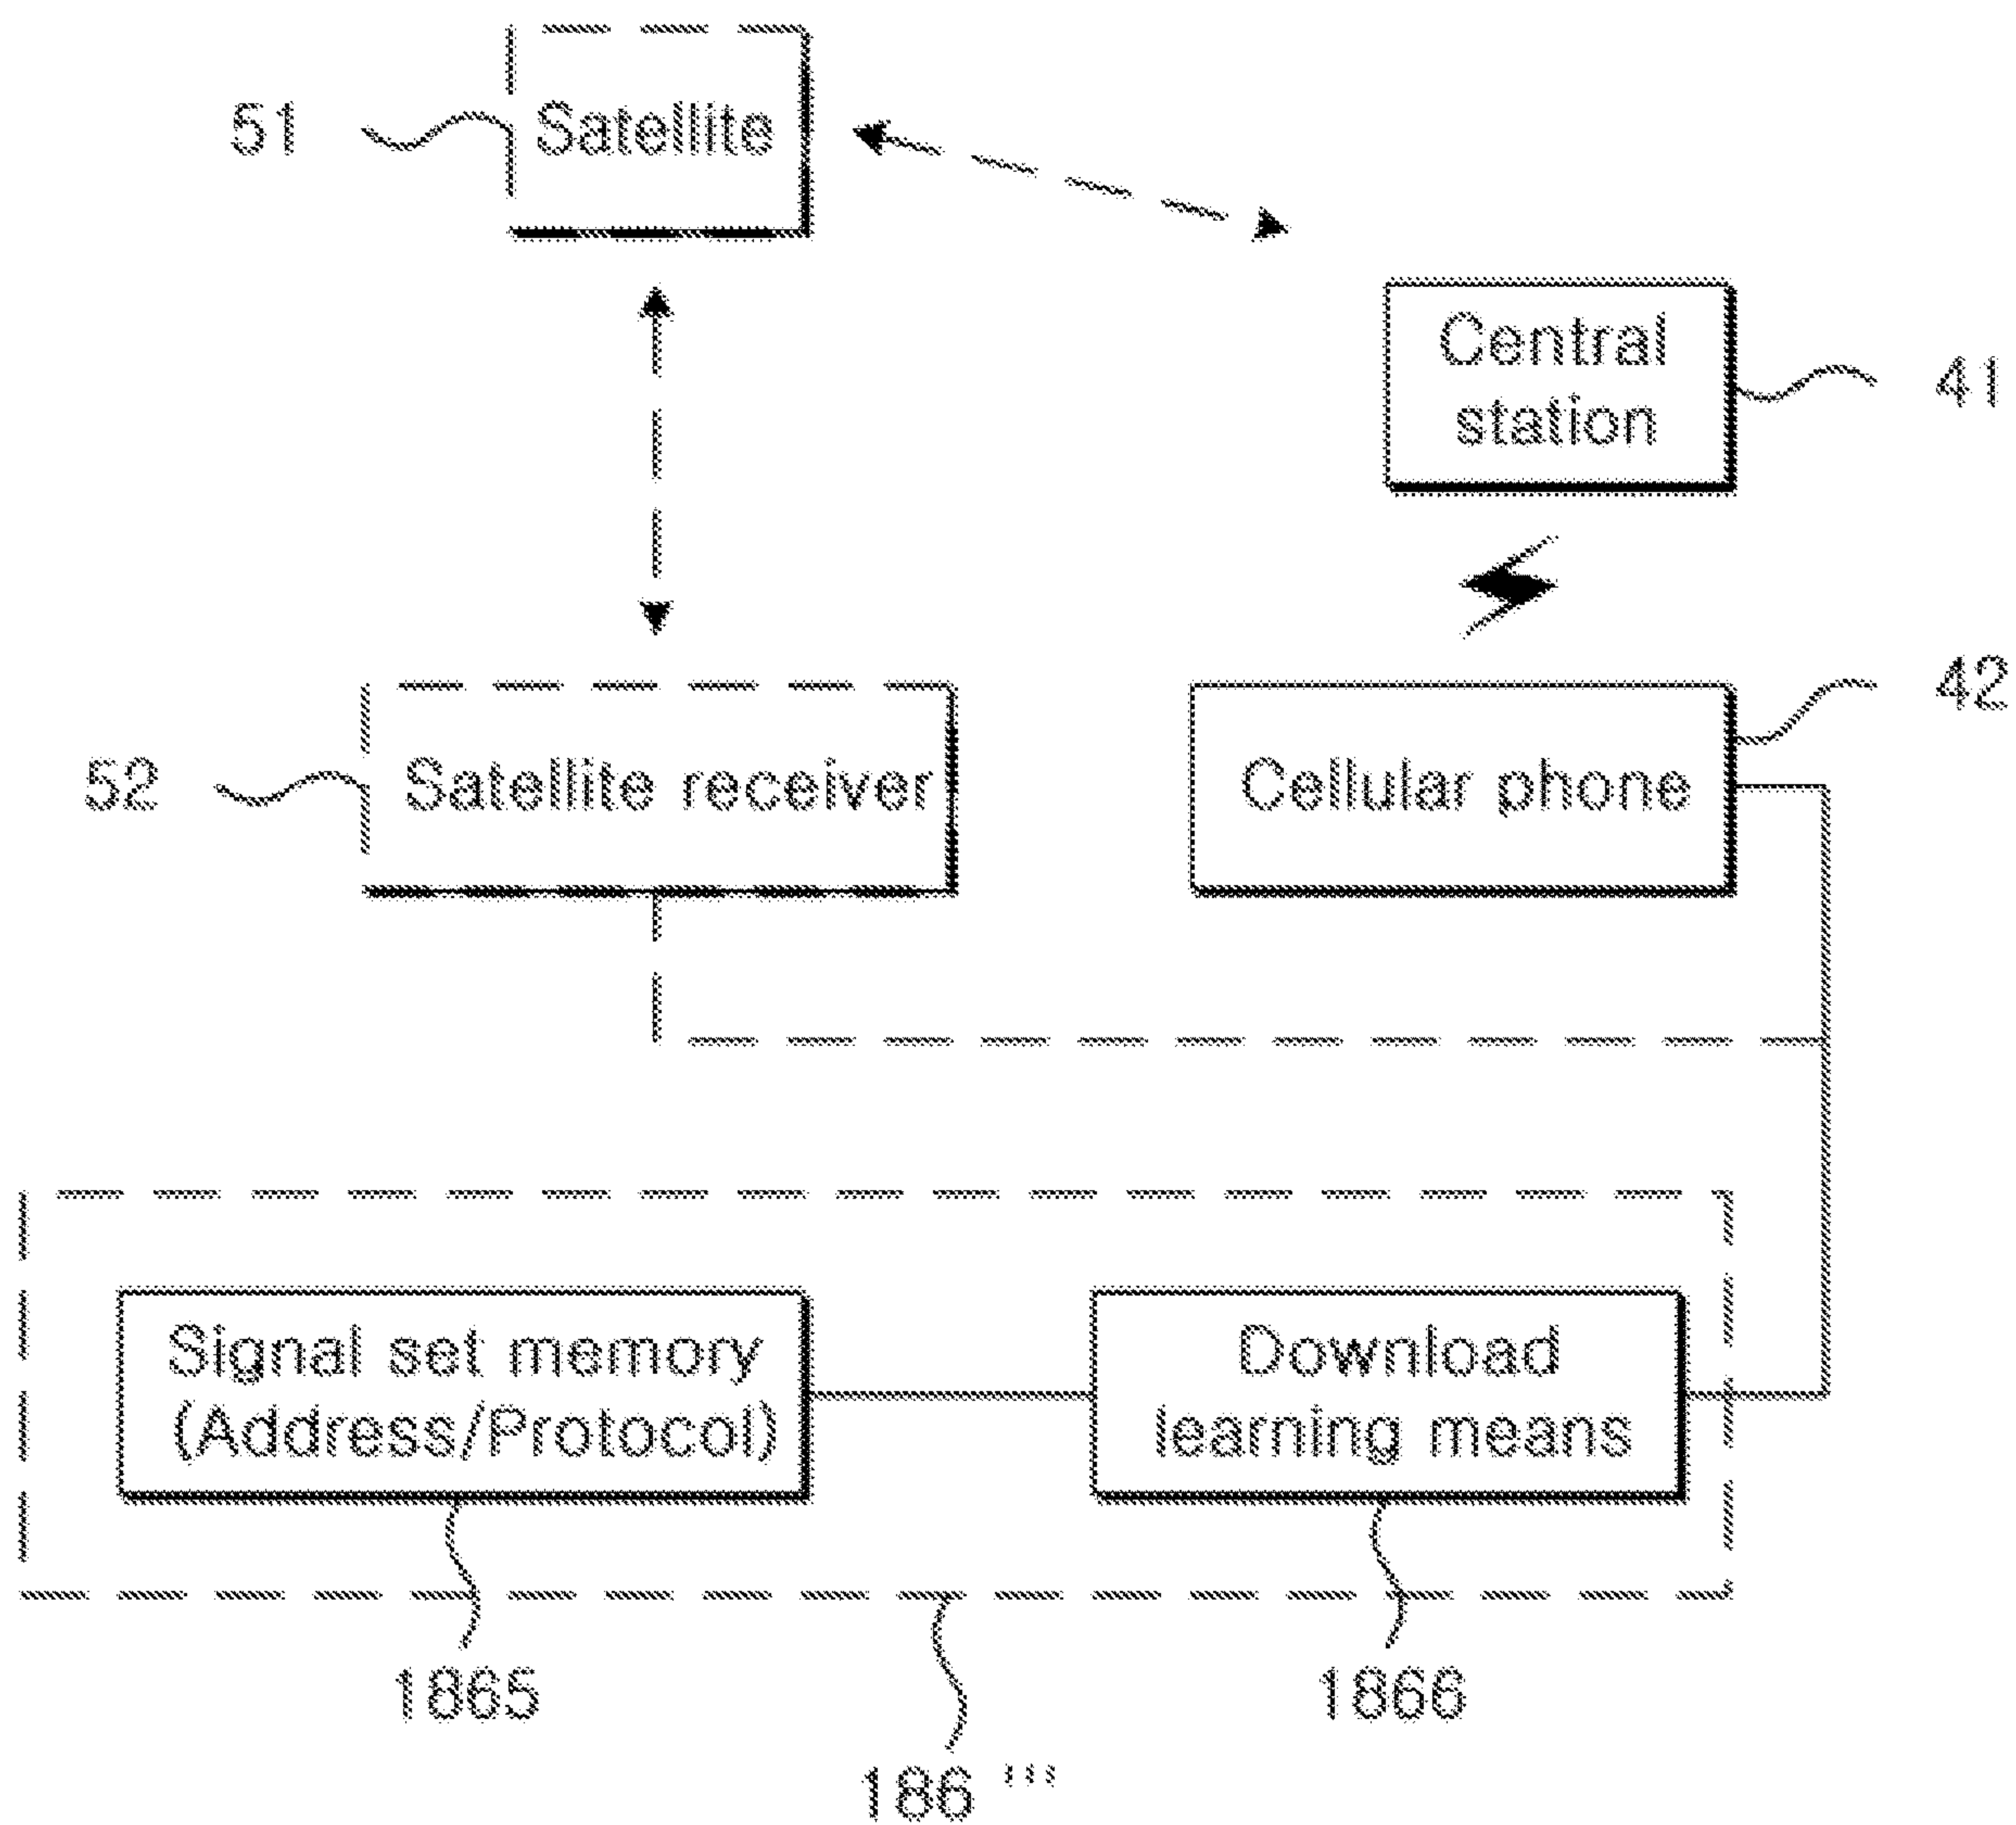 51
Satellite
Central
station
41
42
52
Satellite receiver
Cellular phone
Signal set memory
(Address/Protocol)
Download
learning means
1865
1866
186 '''